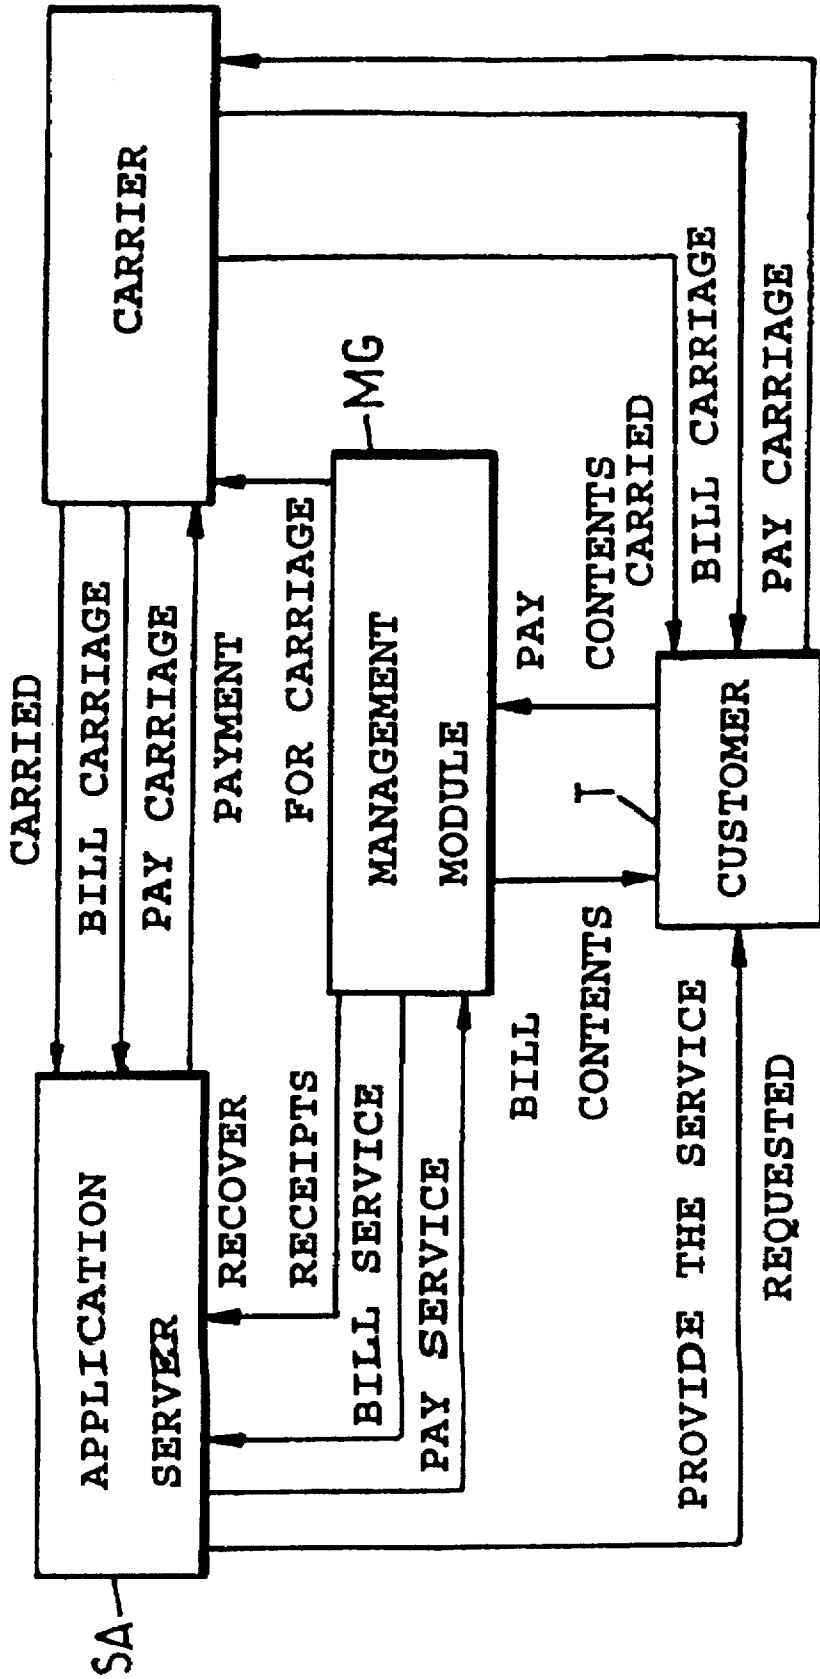 CARRIED
BILL CARRIAGE
PAY CARRIAGE
APPLICATION
SERVER
SA
CARRIER
RECOVER
RECEIPTS
PAYMENT
FOR CARRIAGE
BILL SERVICE
PAY SERVICE
MANAGEMENT
MODULE
MG
BILL
CONTENTS
PAY
CONTENTS
CARRIED
T
CUSTOMER
BILL CARRIAGE
PAY CARRIAGE
PROVIDE THE SERVICE
REQUESTED